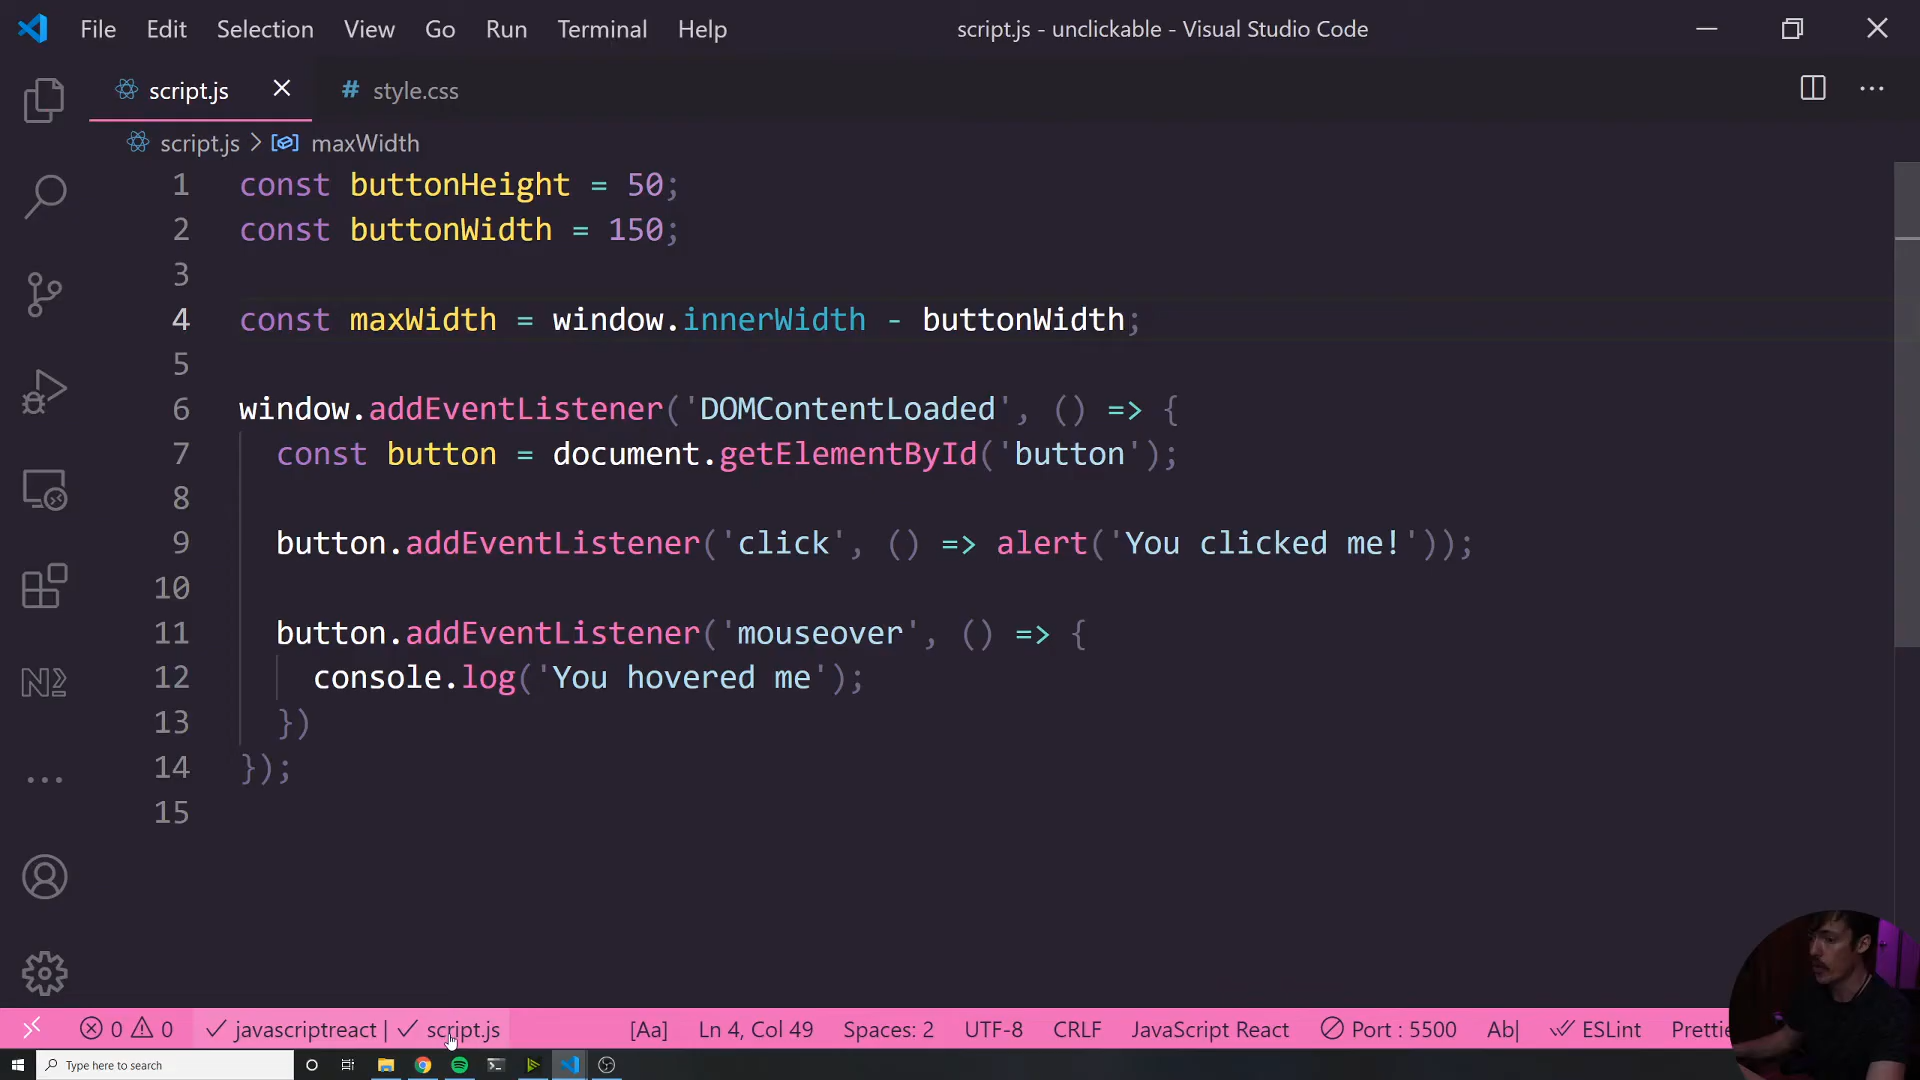 File Edit Selection View Go Run Terminal Help script.js - unclickable - Visual Studio Code
script.js # style.css
script.js > maxWidth
1 const buttonHeight = 50;
2 const buttonWidth = 150;
3
4 const maxWidth = window.innerWidth - buttonWidth;
5
6 window.addEventListener('DOMContentLoaded', () => {
7 const button = document.getElementById('button');
8
9 button.addEventListener('click', () => alert('You clicked me!'));
10
11 button.addEventListener('mouseover', () => {
12 console.log('You hovered me');
13 })
14 });
15
0 0 javascriptreact | script.js [Aa] Ln 4, Col 49 Spaces: 2 UTF-8 CRLF JavaScript React Port : 5500 Ab| ESLint Prettie
Type here to search